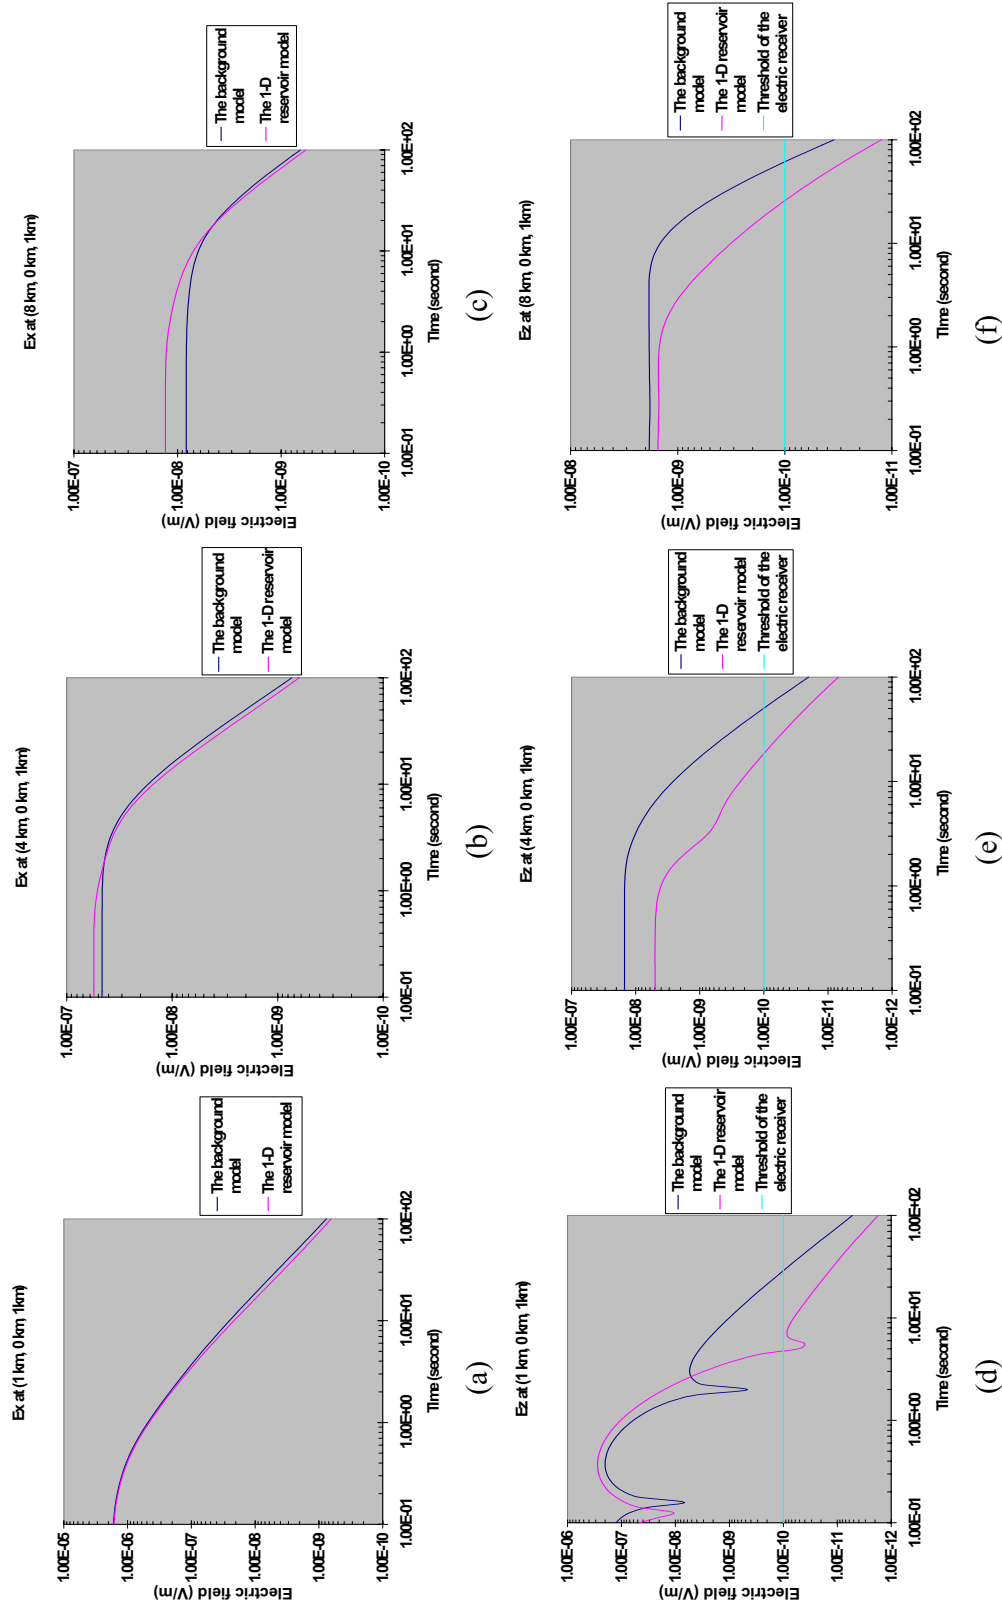 Ex at (1 km, 0 km, 1km)
Electric field (V/m)
1.00E-05
1.00E-06
1.00E-07
1.00E-08
1.00E-09
1.00E-10
1.00E-01 1.00E+00 1.00E+01 1.00E+02
Time (second)
The background
model
The 1-D
reservoir model
(a)
Ex at (4 km, 0 km, 1km)
Electric field (V/m)
1.00E-07
1.00E-08
1.00E-09
1.00E-10
1.00E-01 1.00E+00 1.00E+01 1.00E+02
Time (second)
The background
model
The 1-D reservoir
model
(b)
Ex at (8 km, 0 km, 1km)
Electric field (V/m)
1.00E-07
1.00E-08
1.00E-09
1.00E-10
1.00E-01 1.00E+00 1.00E+01 1.00E+02
Time (second)
The background
model
The 1-D
reservoir model
(c)
Ez at (1 km, 0 km, 1km)
Electric field (V/m)
1.00E-06
1.00E-07
1.00E-08
1.00E-09
1.00E-10
1.00E-11
1.00E-12
1.00E-01 1.00E+00 1.00E+01 1.00E+02
Time (second)
The background
model
The 1-D reservoir
model
Threshold of the
electric receiver
(d)
Ez at (4 km, 0 km, 1km)
Electric field (V/m)
1.00E-07
1.00E-08
1.00E-09
1.00E-10
1.00E-11
1.00E-12
1.00E-01 1.00E+00 1.00E+01 1.00E+02
Time (second)
The background
model
The 1-D
reservoir model
Threshold of the
electric receiver
(e)
Ez at (8 km, 0 km, 1km)
Electric field (V/m)
1.00E-08
1.00E-09
1.00E-10
1.00E-11
1.00E-01 1.00E+00 1.00E+01 1.00E+02
Time (second)
The background
model
The 1-D reservoir
model
Threshold of the
electric receiver
(f)